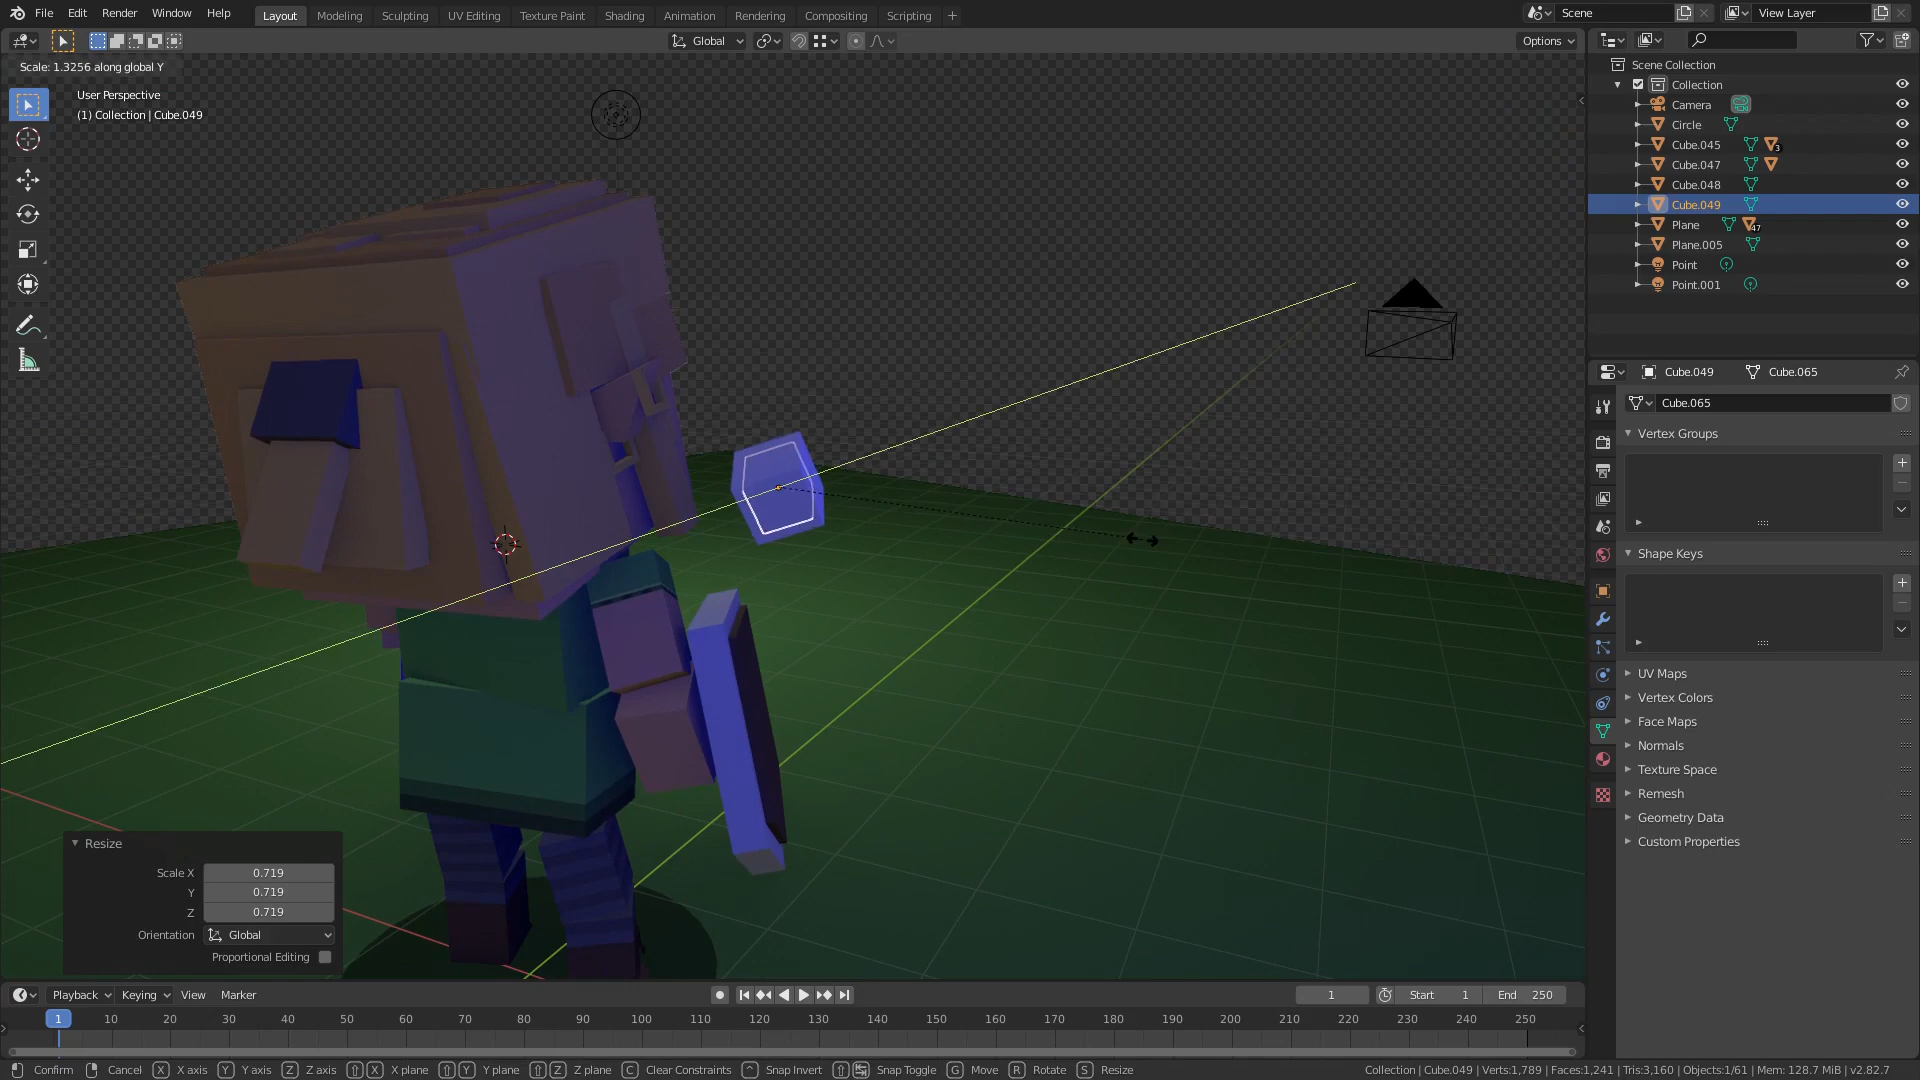 File Edit Render Window Help Layout Modeling Sculpting UV Editing Texture Paint Shading Animation Rendering Compositing Scripting + Scene View Layer
Global Options
Scale: 1.3256 along global Y
User Perspective
(1) Collection | Cube.049
Scene Collection
Collection
Camera
Circle
Cube.045 3
Cube.047
Cube.048
Cube.049
Plane 47
Plane.005
Point
Point.001
Cube.049 Cube.065
Cube.065
Vertex Groups
Shape Keys
UV Maps
Vertex Colors
Face Maps
Normals
Texture Space
Remesh
Geometry Data
Custom Properties
Resize
Scale X 0.719
Y 0.719
Z 0.719
Orientation Global
Proportional Editing
Playback Keying View Marker 1 Start 1 End 250
1 10 20 30 40 50 60 70 80 90 100 110 120 130 140 150 160 170 180 190 200 210 220 230 240 250
Confirm Cancel X X axis Y Y axis Z Z axis X X plane Y Y plane Z Z plane C Clear Constraints ^ Snap Invert Snap Toggle G Move R Rotate S Resize Collection | Cube.049 | Verts:1,789 | Faces:1,241 | Tris:3,160 | Objects:1/61 | Mem: 128.7 MiB | v2.82.7